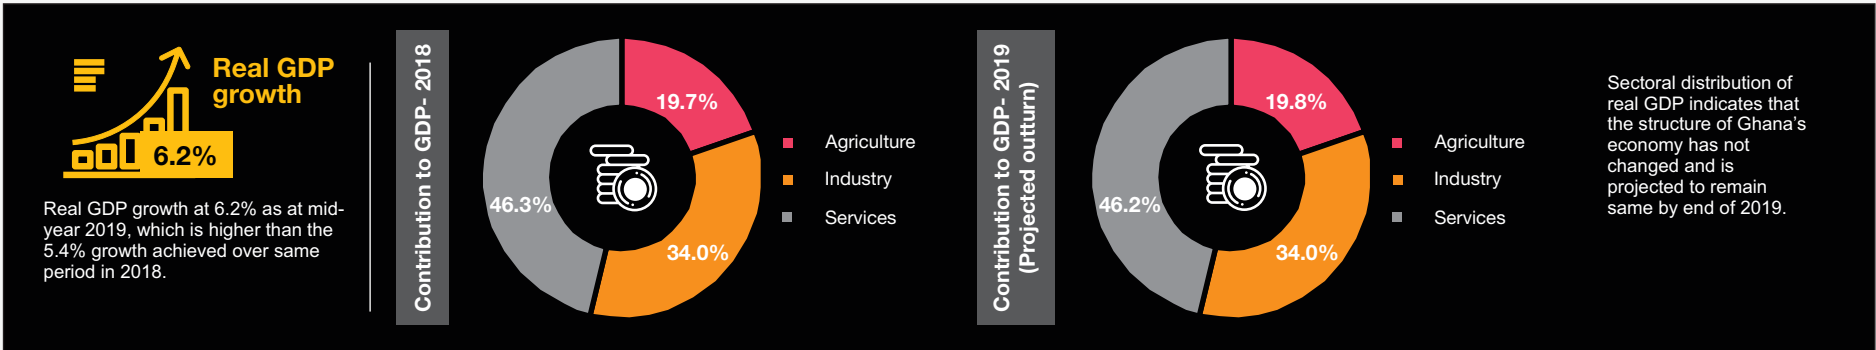 Real GDP
growth
6.2%
Real GDP growth at 6.2% as at mid-
year 2019, which is higher than the
5.4% growth achieved over same
period in 2018.
Contribution to GDP- 2018
19.7%
46.3%
34.0%
Agriculture
Industry
Services
Contribution to GDP- 2019
(Projected outturn)
19.8%
46.2%
34.0%
Agriculture
Industry
Services
Sectoral distribution of
real GDP indicates that
the structure of Ghana’s
economy has not
changed and is
projected to remain
same by end of 2019.